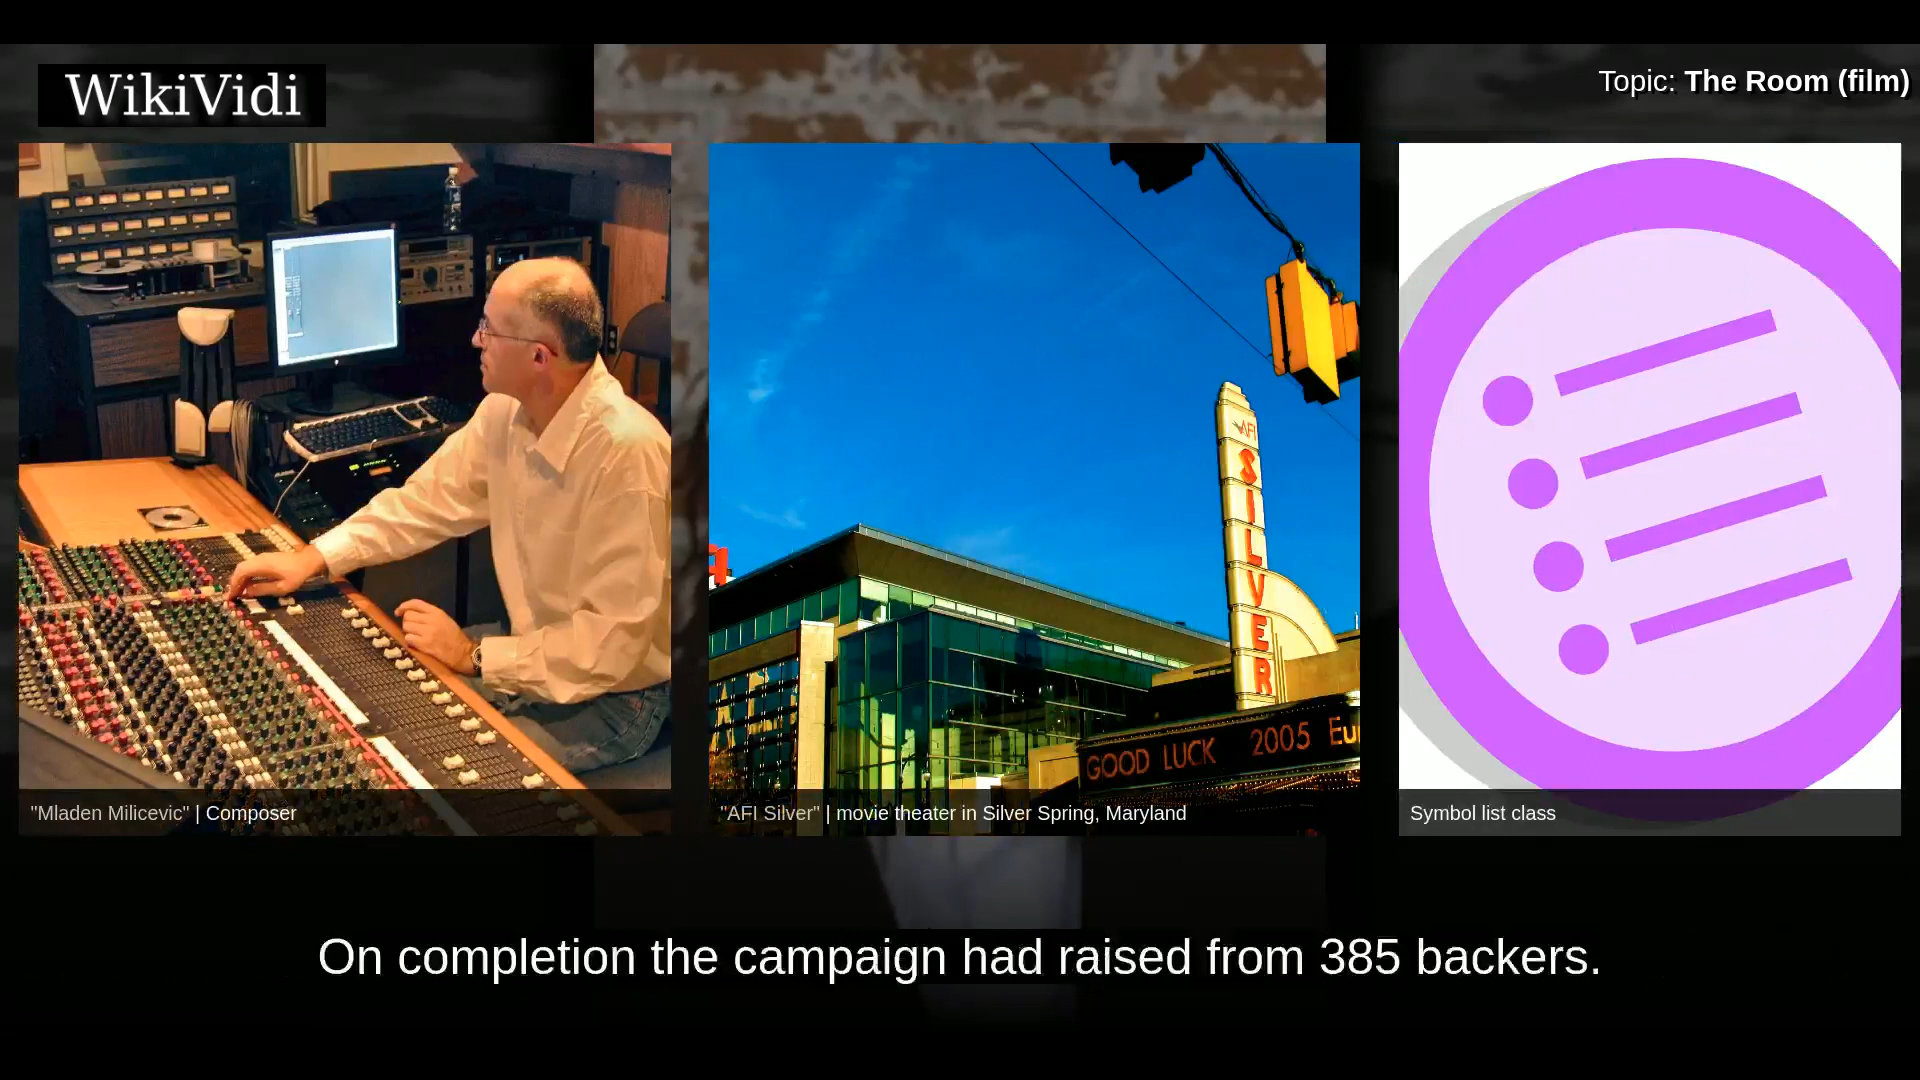 WikiVidi
Topic: The Room (film)
AFI
SILVER
GOOD LUCK 2005 Eu
"Mladen Milicevic" | Composer
"AFI Silver" | movie theater in Silver Spring, Maryland
Symbol list class
On completion the campaign had raised from 385 backers.